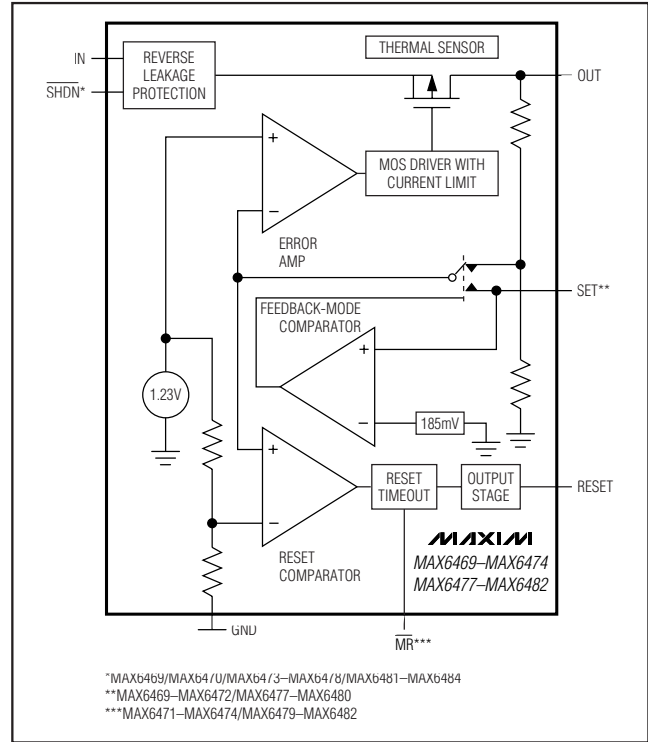 REVERSE
LEAKAGE
PROTECTION
IN
SHDN*
THERMAL SENSOR
OUT
+
−
MOS DRIVER WITH
CURRENT LIMIT
ERROR
AMP
SET**
FEEDBACK-MODE
COMPARATOR
+
−
185mV
1.23V
+
−
RESET
TIMEOUT
OUTPUT
STAGE
RESET
RESET
COMPARATOR
MAXIM
MAX6469–MAX6474
MAX6477–MAX6482
GND
MR***
*MAX6469/MAX6470/MAX6473–MAX6478/MAX6481–MAX6484
**MAX6469–MAX6472/MAX6477–MAX6480
***MAX6471–MAX6474/MAX6479–MAX6482